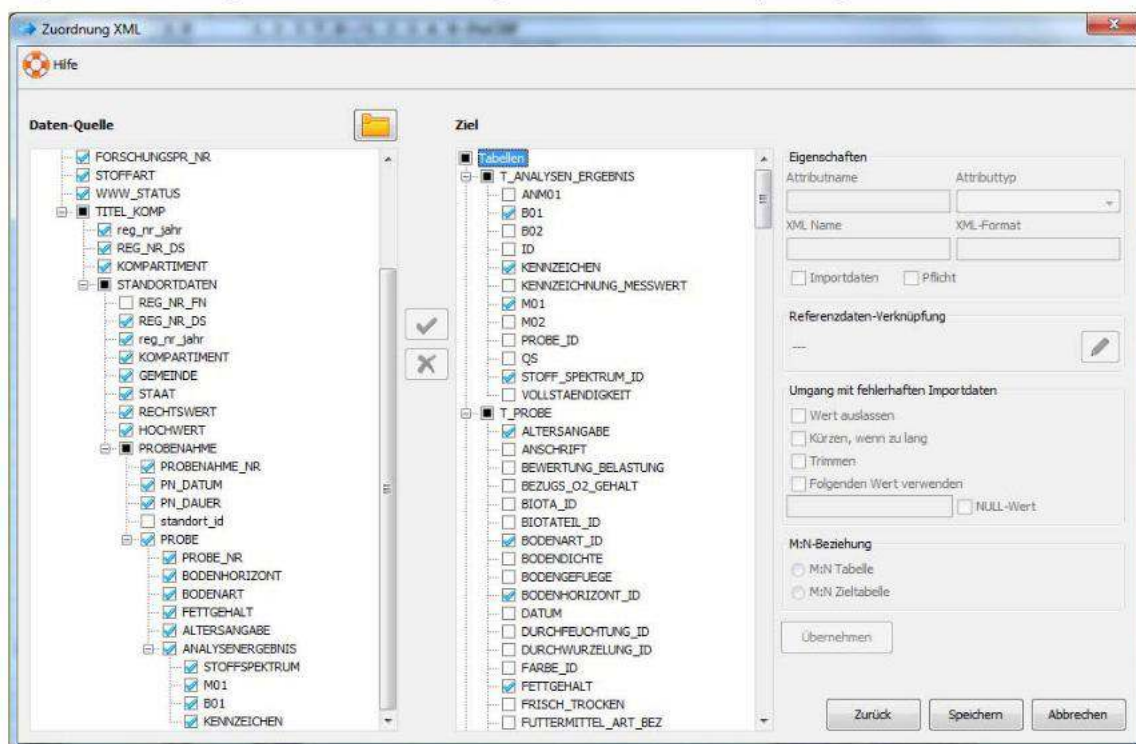 Zuordnung XML
Hilfe
Daten-Quelle
FORSCHUNGSPR_NR
STOFFART
WWW_STATUS
TITEL_KOMP
reg_nr_jahr
REG_NR_DS
KOMPARTIMENT
STANDORTDATEN
REG_NR_FN
REG_NR_DS
reg_nr_jahr
KOMPARTIMENT
GEMEINDE
STAAT
RECHTSWERT
HOCHWERT
PROBENAHME
PROBENAHME_NR
PN_DATUM
PN_DAUER
standort_id
PROBE
PROBE_NR
BODENHORIZONT
BODENART
FETTGEHALT
ALTERSANGABE
ANALYSENERGEBNIS
STOFFSPEKTRUM
M01
B01
KENNZEICHEN
Ziel
Tabellen
T_ANALYSEN_ERGEBNIS
ANM01
B01
B02
ID
KENNZEICHEN
KENNZEICHNUNG_MESSWERT
M01
M02
PROBE_ID
QS
STOFF_SPEKTRUM_ID
VOLLSTAENDIGKEIT
T_PROBE
ALTERSANGABE
ANSCHRIFT
BEWERTUNG_BELASTUNG
BEZUGS_O2_GEHALT
BIOTA_ID
BIOTATEIL_ID
BODENART_ID
BODENDICHTE
BODENGEFUEGE
BODENHORIZONT_ID
DATUM
DURCHFEUCHTUNG_ID
DURCHWURZELUNG_ID
FARBE_ID
FETTGEHALT
FRISCH_TROCKEN
FUTTERMITTEL_ART_BEZ
Eigenschaften
Attributname Attributtyp
XML Name XML-Format
Importdaten Pflicht
Referenzdaten-Verknüpfung
---
Umgang mit fehlerhaften Importdaten
Wert auslassen
Kürzen, wenn zu lang
Trimmen
Folgenden Wert verwenden
NULL-Wert
M:N-Beziehung
M:N Tabelle
M:N Zieltabelle
Übernehmen
Zurück Speichern Abbrechen